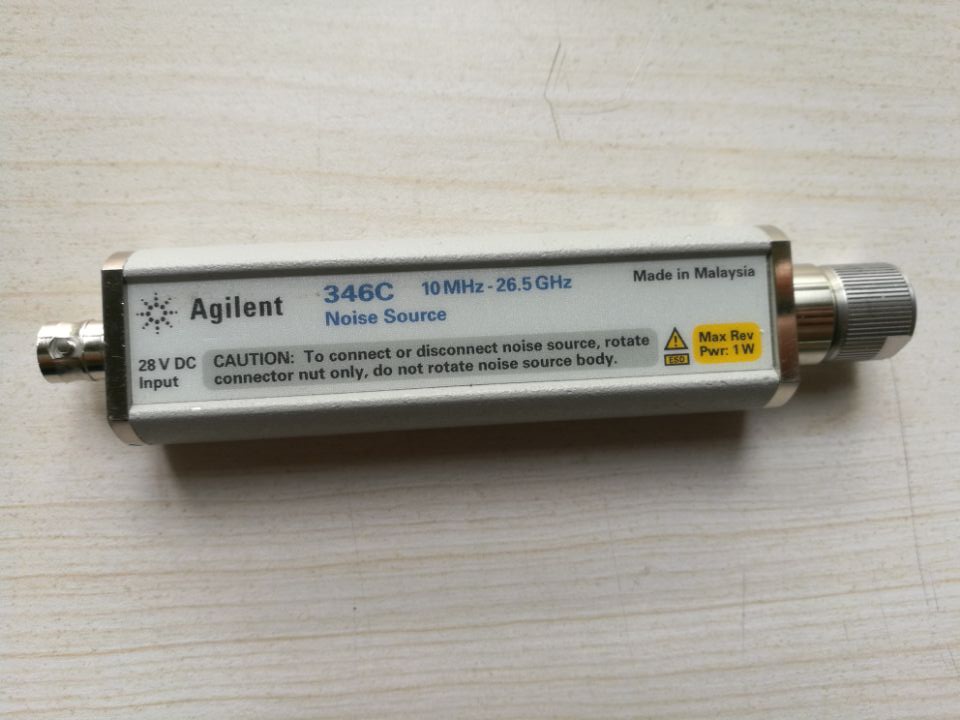 Agilent
346C 10 MHz - 26.5 GHz
Noise Source
Made in Malaysia
28 V DC
Input
CAUTION: To connect or disconnect noise source, rotate
connector nut only, do not rotate noise source body.
ESD
Max Rev
Pwr: 1 W